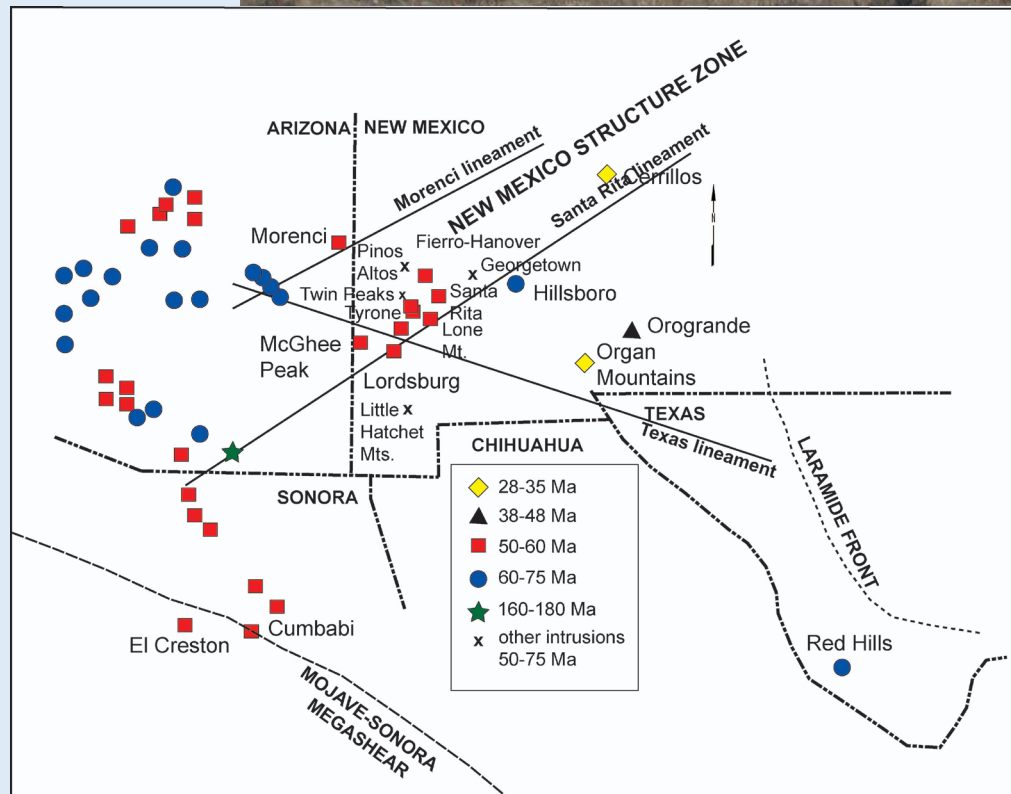 ARIZONA
NEW MEXICO
Morenci lineament
NEW MEXICO STRUCTURE ZONE
Santa Rita lineament
Cerrillos
N
Morenci
Pinos
Altos
Fierro-Hanover
Georgetown
Twin Peaks
Santa
Rita
Hillsboro
Tyrone
Lone
Mt.
Orogrande
McGhee
Peak
Organ
Mountains
Lordsburg
Little
Hatchet
Mts.
TEXAS
Texas lineament
CHIHUAHUA
SONORA
LARAMIDE FRONT
28-35 Ma
38-48 Ma
50-60 Ma
60-75 Ma
160-180 Ma
x other intrusions
50-75 Ma
El Creston
Cumbabi
Red Hills
MOJAVE-SONORA
MEGASHEAR